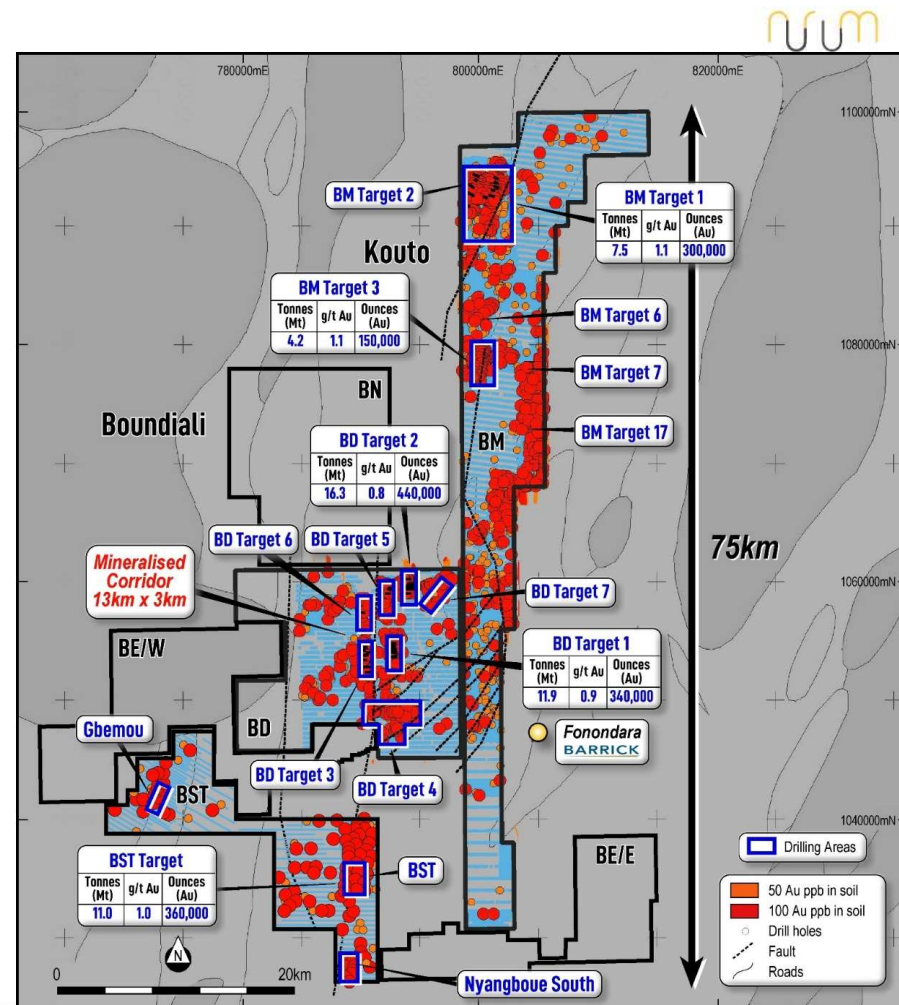 nurum
780000mE 800000mE 820000mE
1100000mN
BM Target 2
BM Target 1
Tonnes (Mt) g/t Au Ounces (Au)
7.5 1.1 300,000
Kouto
BM Target 3
Tonnes (Mt) g/t Au Ounces (Au)
4.2 1.1 150,000
BM Target 6
1080000mN
BM Target 7
BN
Boundiali
BM
BM Target 17
BD Target 2
Tonnes (Mt) g/t Au Ounces (Au)
16.3 0.8 440,000
75km
BD Target 6
BD Target 5
Mineralised
Corridor
13km x 3km
BD Target 7
1060000mN
BE/W
BD Target 1
Tonnes (Mt) g/t Au Ounces (Au)
11.9 0.9 340,000
BD
Gbemou
Fonondara
BARRICK
BD Target 3
BD Target 4
BST
1040000mN
BE/E
BST Target
Tonnes (Mt) g/t Au Ounces (Au)
11.0 1.0 360,000
BST
Drilling Areas
50 Au ppb in soil
100 Au ppb in soil
Drill holes
Fault
Roads
N
0 20km
Nyangboue South